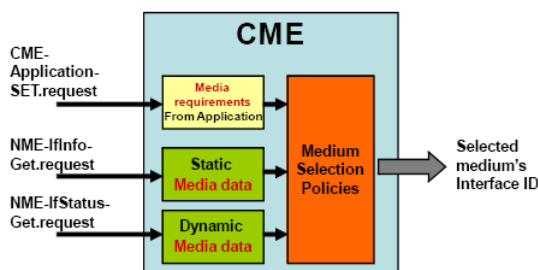 CME
CME-
Application-
SET.request
Media
requirements
From Application
NME-IfInfo-
Get.request
Static
Media data
NME-IfStatus-
Get.request
Dynamic
Media data
Medium
Selection
Policies
Selected
medium's
Interface ID